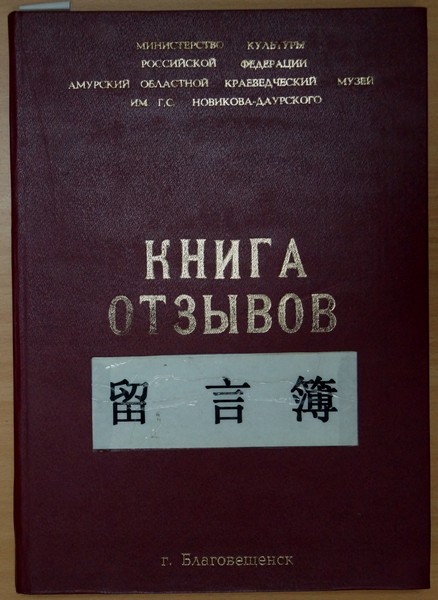 МИНИСТЕРСТВО КУЛЬТУРЫ
РОССИЙСКОЙ ФЕДЕРАЦИИ
АМУРСКИЙ ОБЛАСТНОЙ КРАЕВЕДЧЕСКИЙ МУЗЕЙ
ИМ Г.С. НОВИКОВА-ДАУРСКОГО
КНИГА
ОТЗЫВОВ
留言簿
г. Благовещенск